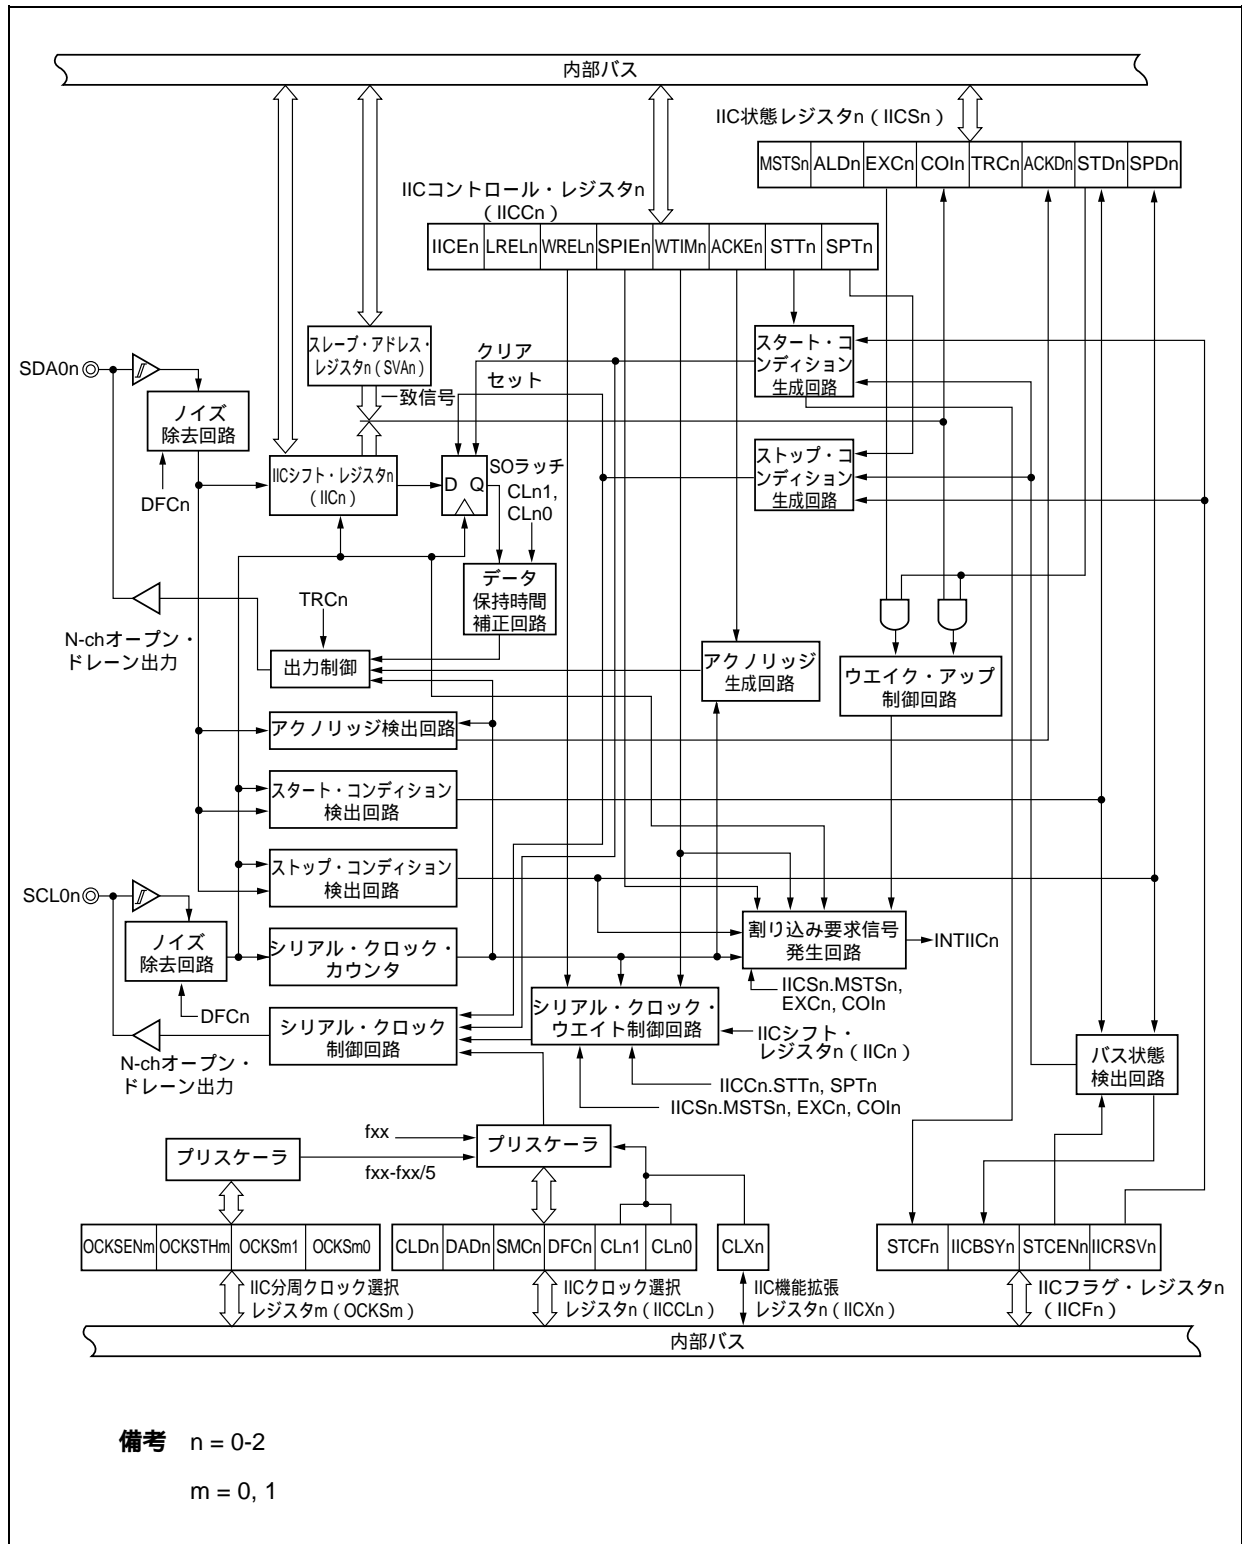 内部バス
IIC状態レジスタn（IICSn）
MSTSn ALDn EXCn COIn TRCn ACKDn STDn SPDn
IICコントロール・レジスタn
（IICCn）
IICEn LRELn WRELn SPIEn WTIMn ACKEn STTn SPTn
SDA0n
スレーブ・アドレス・
レジスタn（SVAn）
クリア
セット
一致信号
スタート・コ
ンディション
生成回路
ノイズ
除去回路
DFCn
IICシフト・レジスタn
（IICn）
D Q
SOラッチ
CLn1,
CLn0
ストップ・コ
ンディション
生成回路
データ
保持時間
補正回路
TRCn
N-chオープン・
ドレーン出力
出力制御
アクノリッジ
生成回路
ウエイク・アップ
制御回路
アクノリッジ検出回路
スタート・コンディション
検出回路
ストップ・コンディション
検出回路
SCL0n
ノイズ
除去回路
DFCn
シリアル・クロック・
カウンタ
割り込み要求信号
発生回路
INTIICn
IICSn.MSTSn,
EXCn, COIn
シリアル・クロック
制御回路
シリアル・クロック・
ウエイト制御回路
IICシフト・
レジスタn（IICn）
N-chオープン・
ドレーン出力
バス状態
検出回路
IICCn.STTn, SPTn
IICSn.MSTSn, EXCn, COIn
プリスケーラ
fxx
fxx-fxx/5
プリスケーラ
OCKSENm OCKSTHm OCKSm1 OCKSm0
CLDn DADn SMCn DFCn CLn1 CLn0
CLXn
STCFn IICBSYn STCENn IICRSVn
IIC分周クロック選択
レジスタm（OCKSm）
IICクロック選択
レジスタn（IICCLn）
IIC機能拡張
レジスタn（IICXn）
IICフラグ・レジスタn
（IICFn）
内部バス
備考 n = 0-2
m = 0, 1